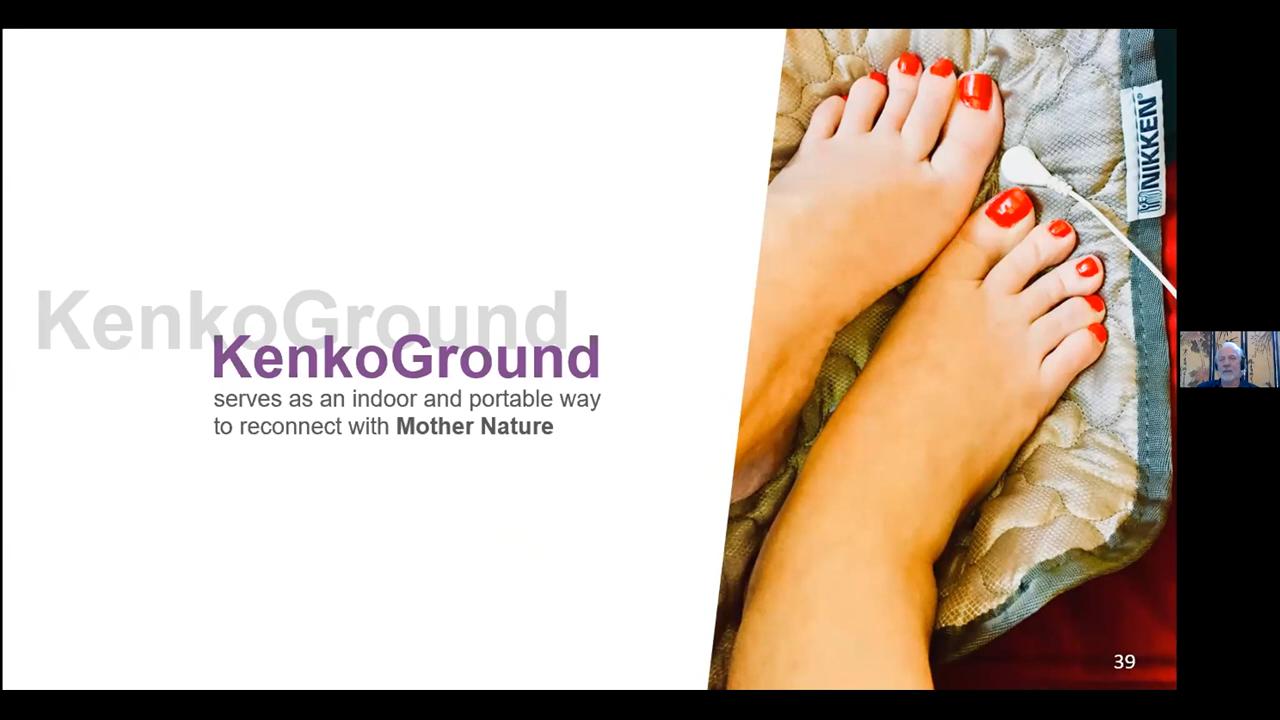 KenkoGround
KenkoGround
serves as an indoor and portable way
to reconnect with Mother Nature
NIKKEN®
39